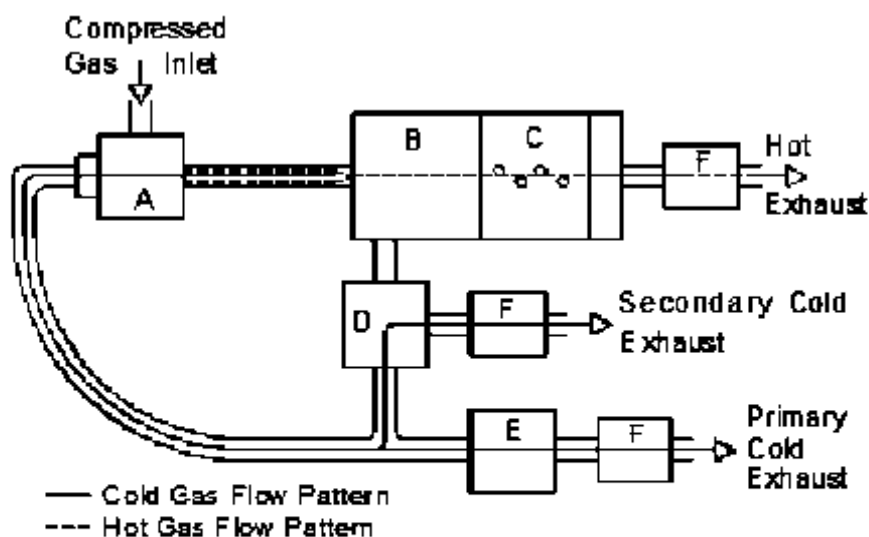 Compressed
Gas Inlet
B
C
F
Hot
Exhaust
A
D
F
Secondary Cold
Exhaust
E
F
Primary
Cold
Exhaust
Cold Gas Flow Pattern
Hot Gas Flow Pattern